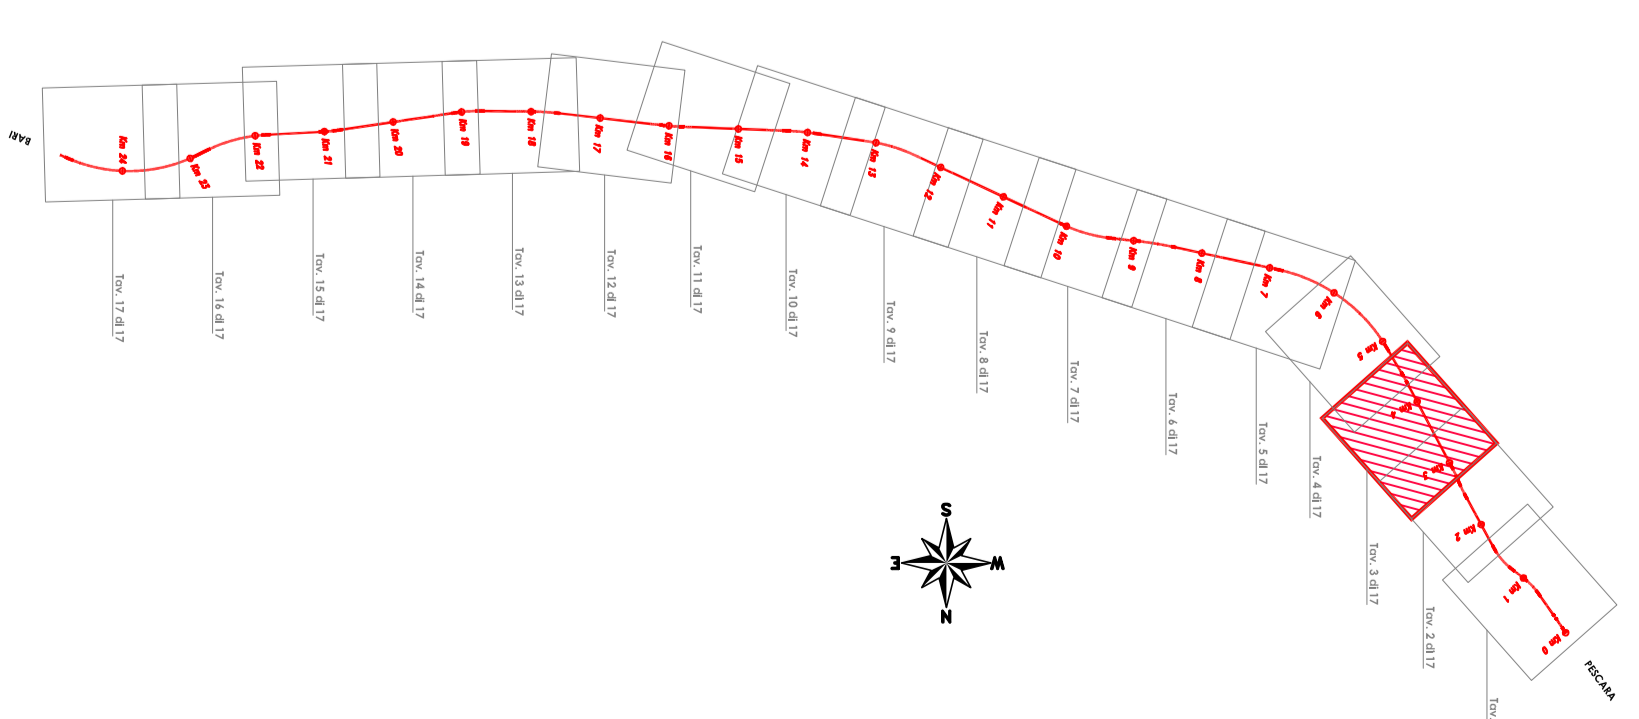 BARI
Km 24
Km 23
Km 22
Km 21
Km 20
Km 19
Km 18
Km 17
Km 16
Km 15
Km 14
Km 13
Km 12
Km 11
Km 10
Km 9
Km 8
Km 7
Km 6
Km 5
Km 4
Km 3
Km 2
Km 1
Km 0
PESCARA
Tav. 17 di 17
Tav. 16 di 17
Tav. 15 di 17
Tav. 14 di 17
Tav. 13 di 17
Tav. 12 di 17
Tav. 11 di 17
Tav. 10 di 17
Tav. 9 di 17
Tav. 8 di 17
Tav. 7 di 17
Tav. 6 di 17
Tav. 5 di 17
Tav. 4 di 17
Tav. 3 di 17
Tav. 2 di 17
Tav.
S
E
W
N